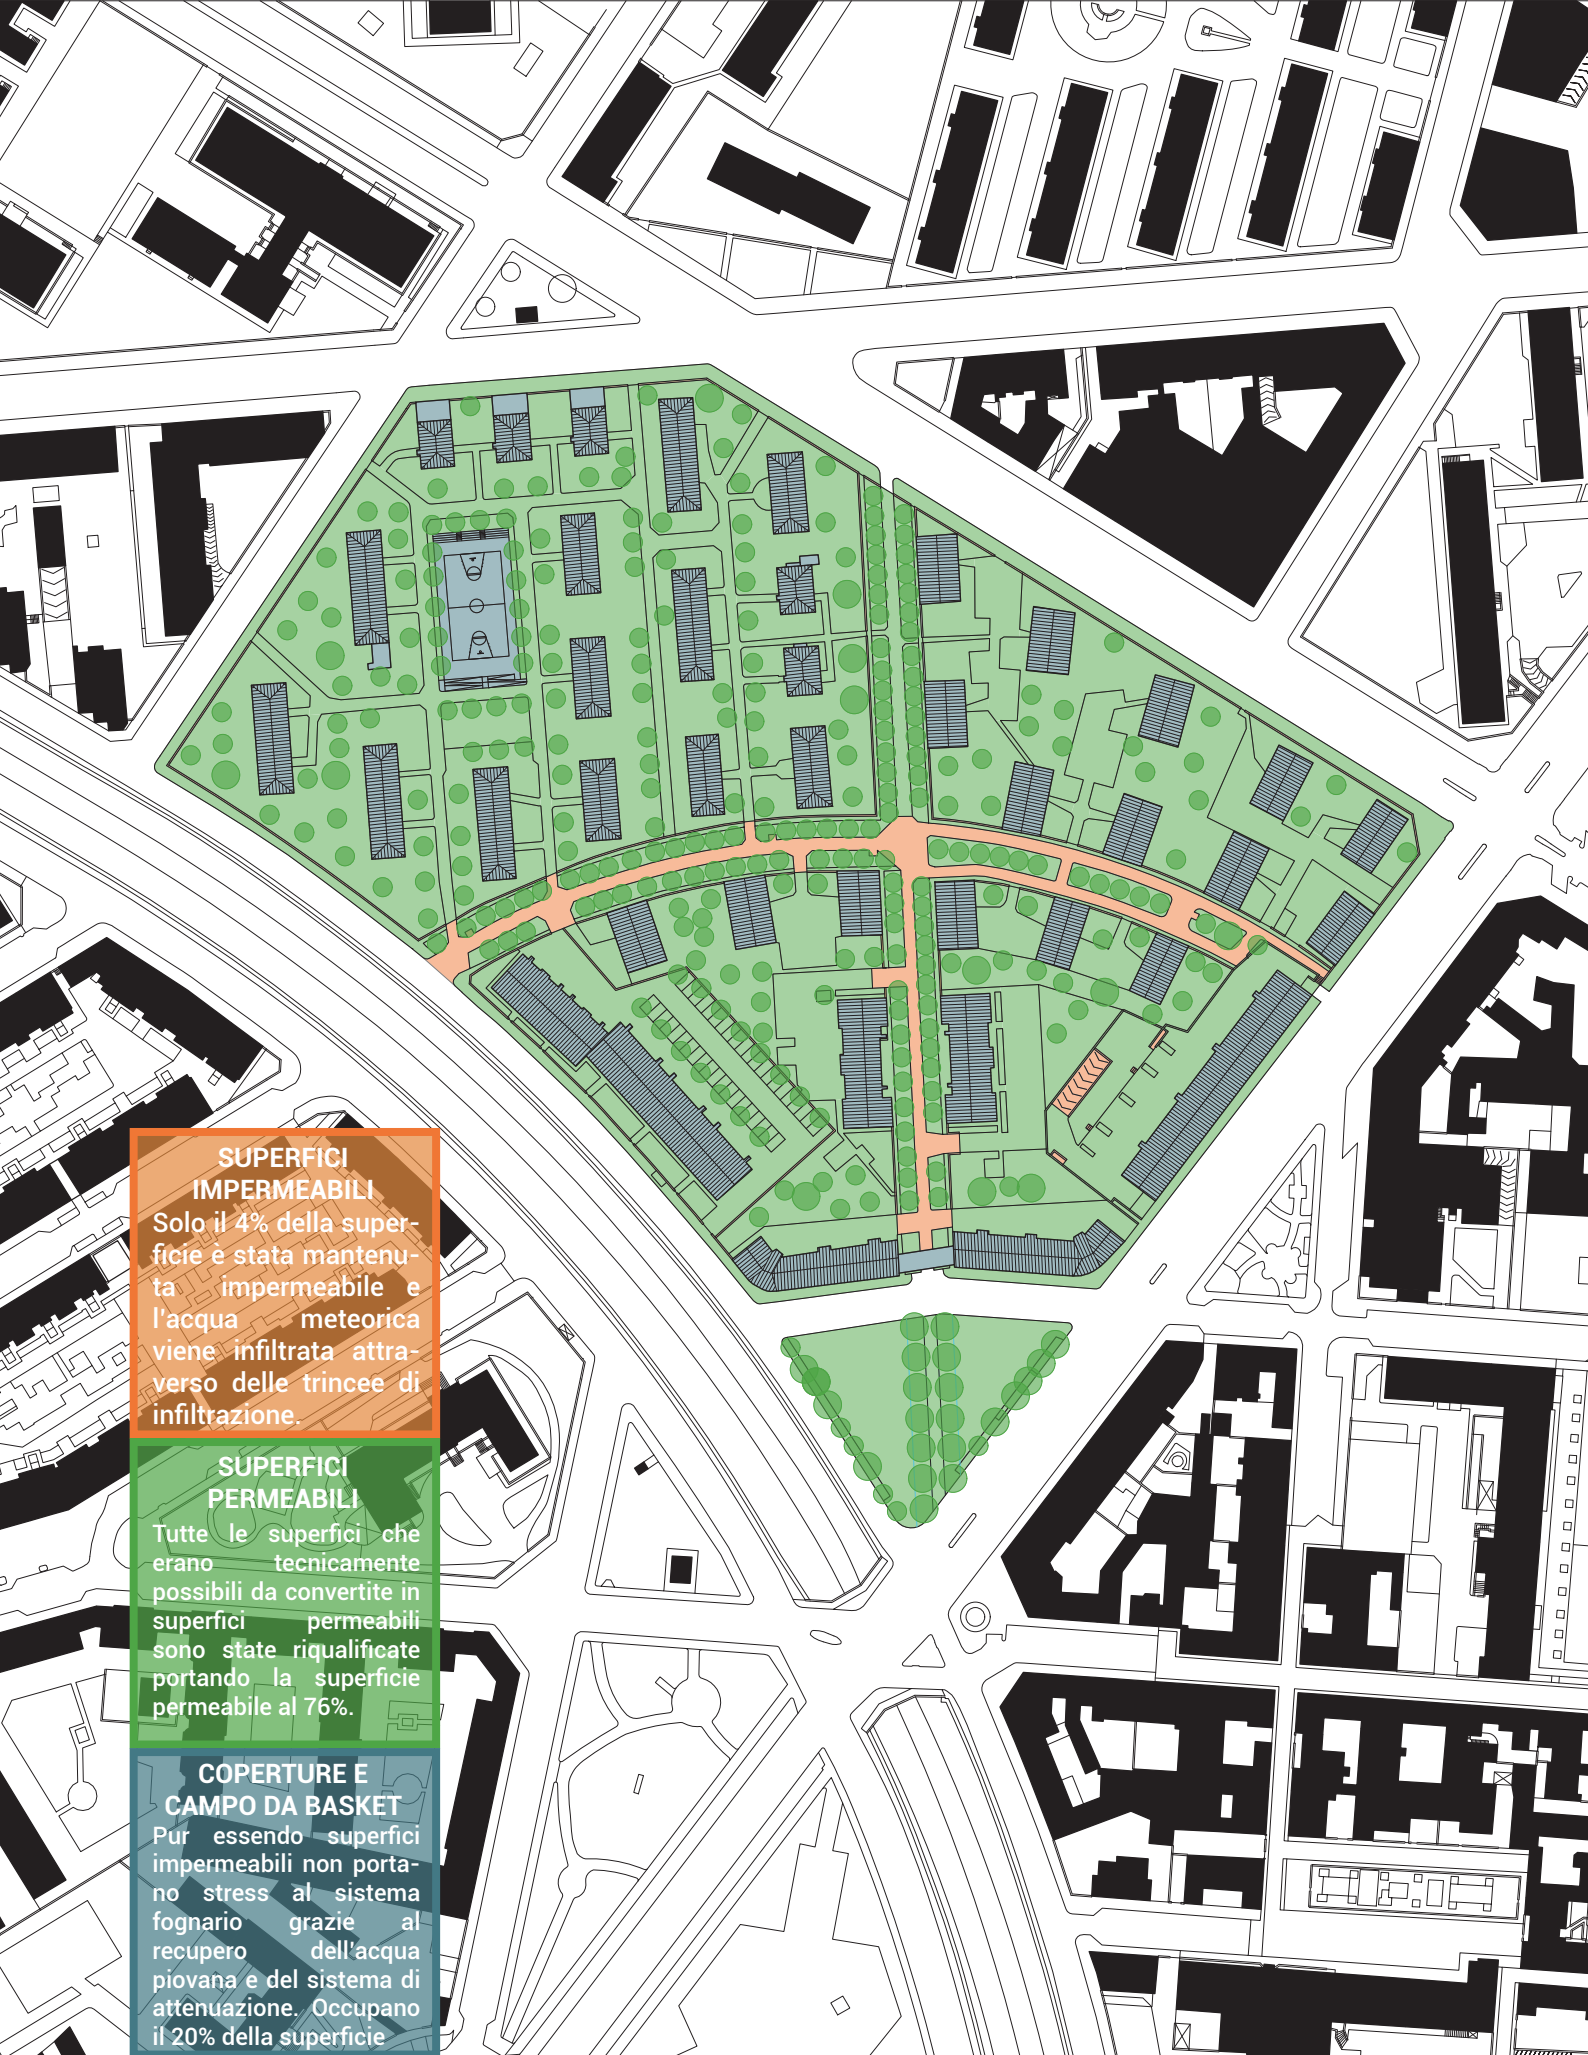 SUPERFICI
IMPERMEABILI
Solo il 4% della super-
ficie è stata mantenu-
ta impermeabile e
l'acqua meteorica
viene infiltrata attra-
verso delle trincee di
infiltrazione.
SUPERFICI
PERMEABILI
Tutte le superfici che
erano tecnicamente
possibili da convertite in
superfici permeabili
sono state riqualificate
portando la superficie
permeabile al 76%.
COPERTURE E
CAMPO DA BASKET
Pur essendo superfici
impermeabili non porta-
no stress al sistema
fognario grazie al
recupero dell'acqua
piovana e del sistema di
attenuazione. Occupano
il 20% della superficie